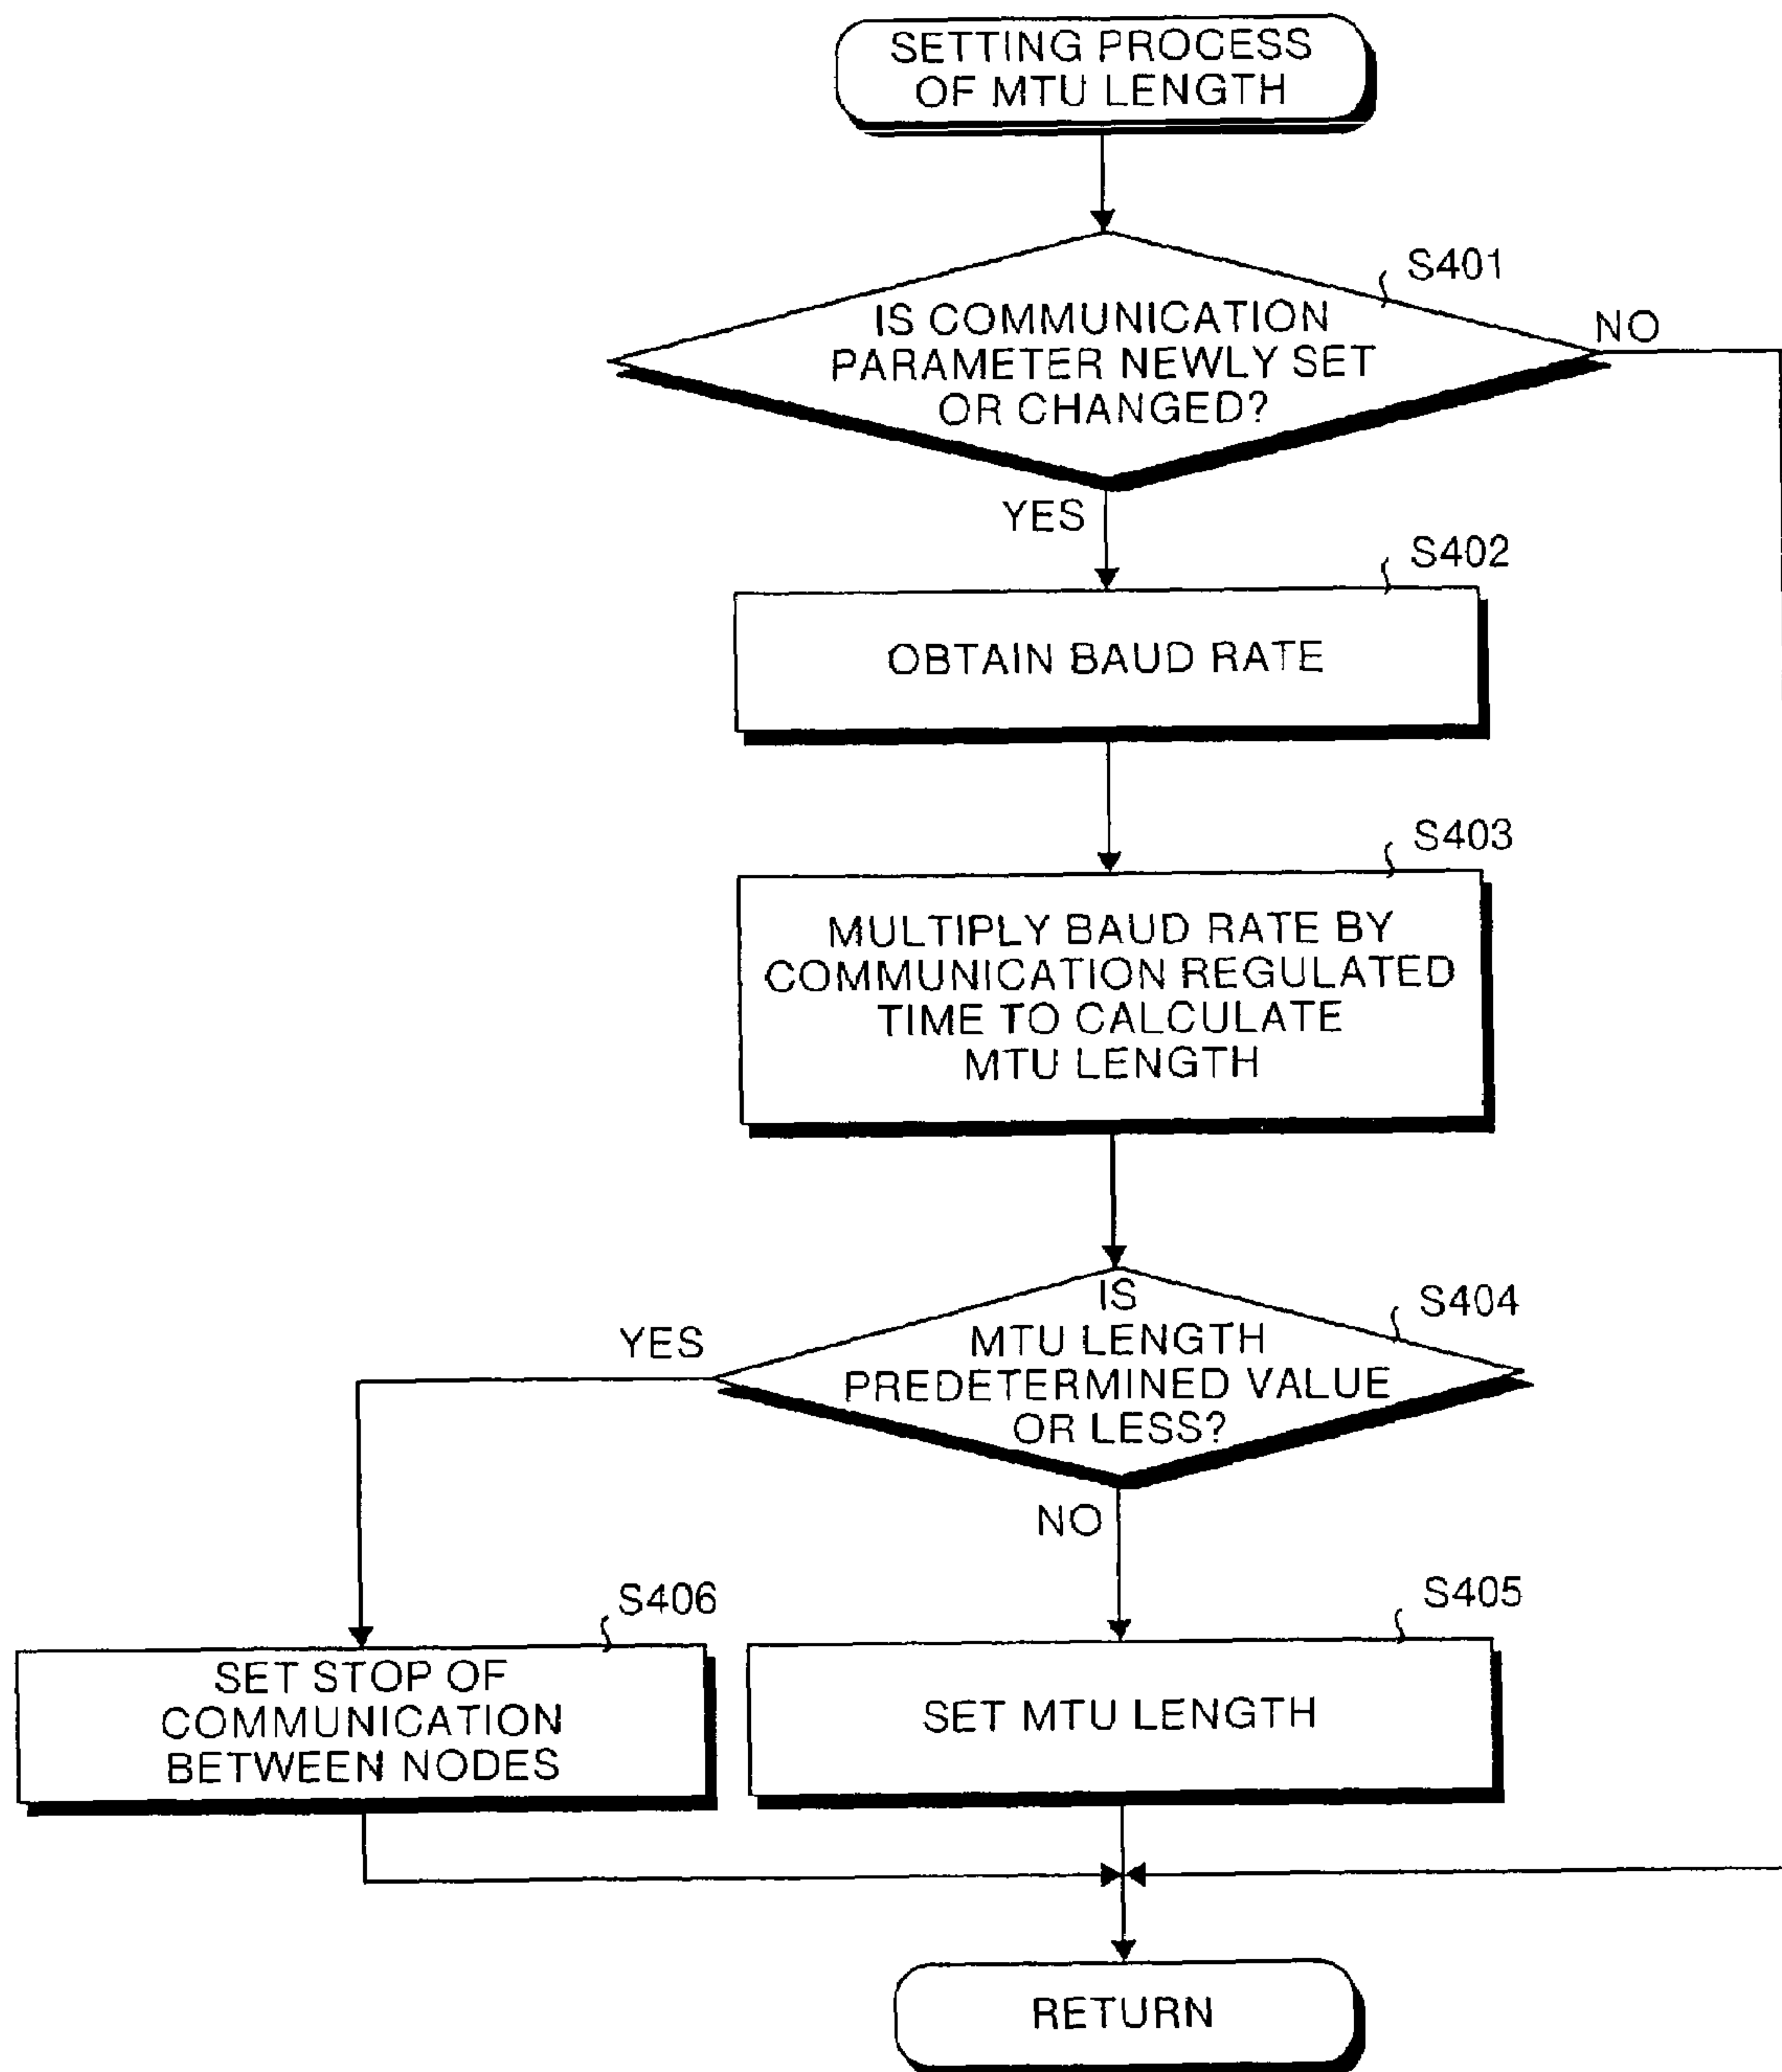 SETTING PROCESS
OF MTU LENGTH
S401
IS COMMUNICATION
PARAMETER NEWLY SET
OR CHANGED?
NO
YES
S402
OBTAIN BAUD RATE
S403
MULTIPLY BAUD RATE BY
COMMUNICATION REGULATED
TIME TO CALCULATE
MTU LENGTH
S404
IS
MTU LENGTH
PREDETERMINED VALUE
OR LESS?
YES
NO
S406
SET STOP OF
COMMUNICATION
BETWEEN NODES
S405
SET MTU LENGTH
RETURN